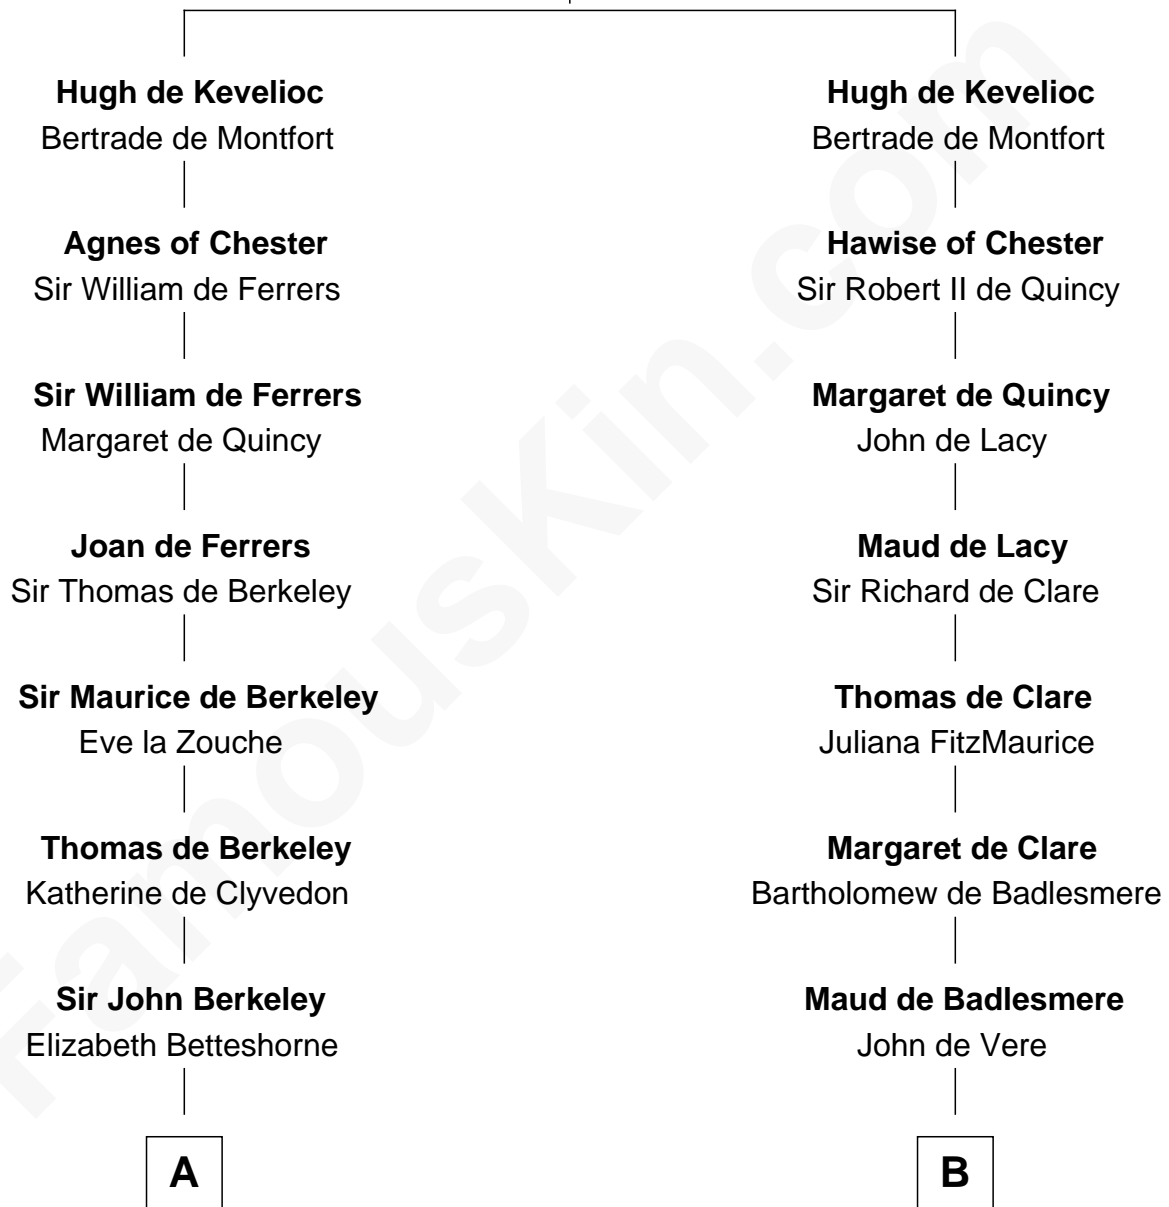 Hugh de Kevelioc
Bertrade de Montfort
Agnes of Chester
Sir William de Ferrers
Sir William de Ferrers
Margaret de Quincy
Joan de Ferrers
Sir Thomas de Berkeley
Sir Maurice de Berkeley
Eve la Zouche
Thomas de Berkeley
Katherine de Clyvedon
Sir John Berkeley
Elizabeth Betteshorne
A
Hugh de Kevelioc
Bertrade de Montfort
Hawise of Chester
Sir Robert II de Quincy
Margaret de Quincy
John de Lacy
Maud de Lacy
Sir Richard de Clare
Thomas de Clare
Juliana FitzMaurice
Margaret de Clare
Bartholomew de Badlesmere
Maud de Badlesmere
John de Vere
B
FamousKin.com